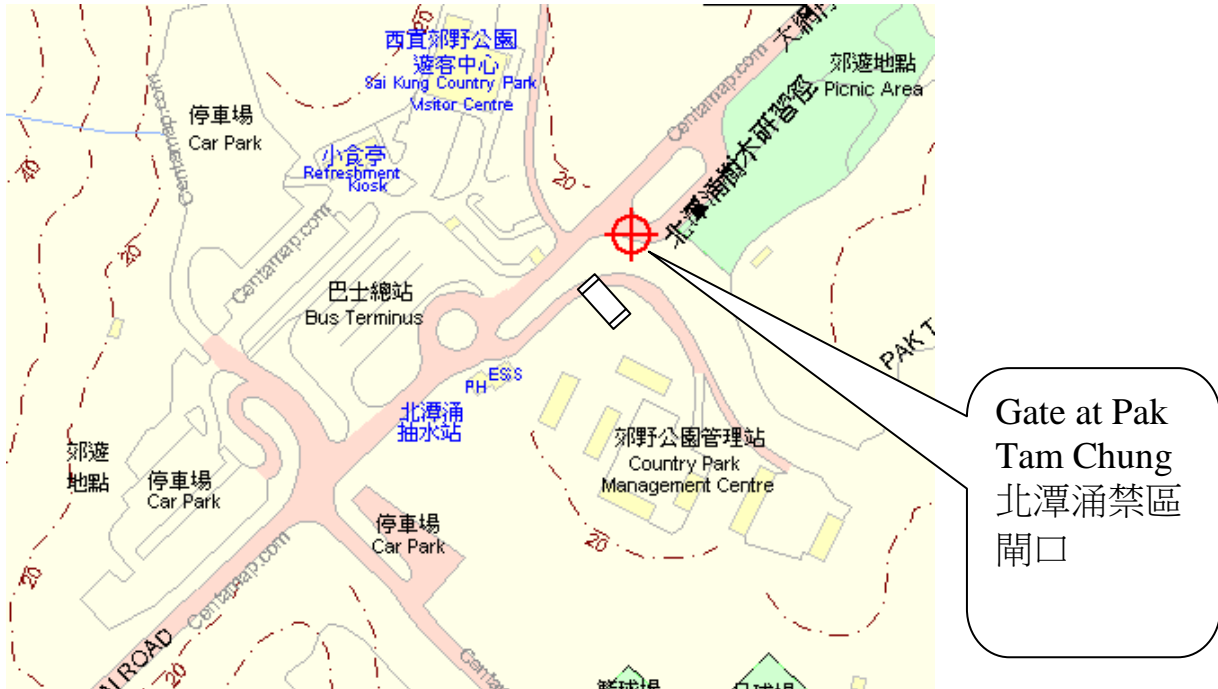 西貢郊野公園
遊客中心
Sai Kung Country Park
Visitor Centre
郊遊地點
Picnic Area
停車場
Car Park
Centamap.com
Centamap.com
小食亭
Refreshment
Kiosk
20
20
北潭涌樹木研習徑
20
Centamap.com
巴士總站
Bus Terminus
PAK T
ESS
PH
北潭涌
抽水站
郊野公園管理站
Country Park
Management Centre
郊遊
地點
停車場
Car Park
停車場
Car Park
20
20
Centamap.com
ROAD
20
Gate at Pak
Tam Chung
北潭涌禁區
閘口